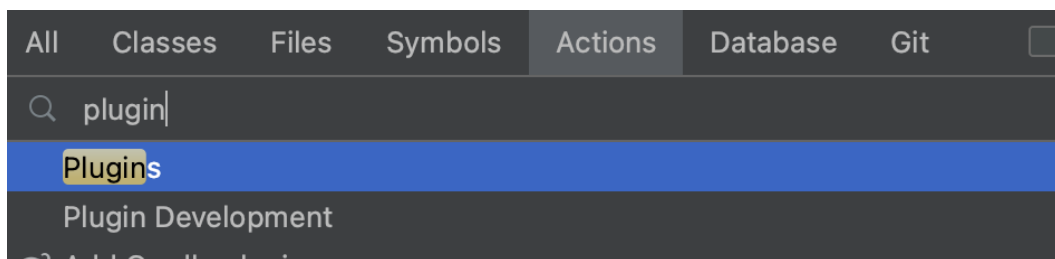 All Classes Files Symbols Actions Database Git
plugin
Plugins
Plugin Development